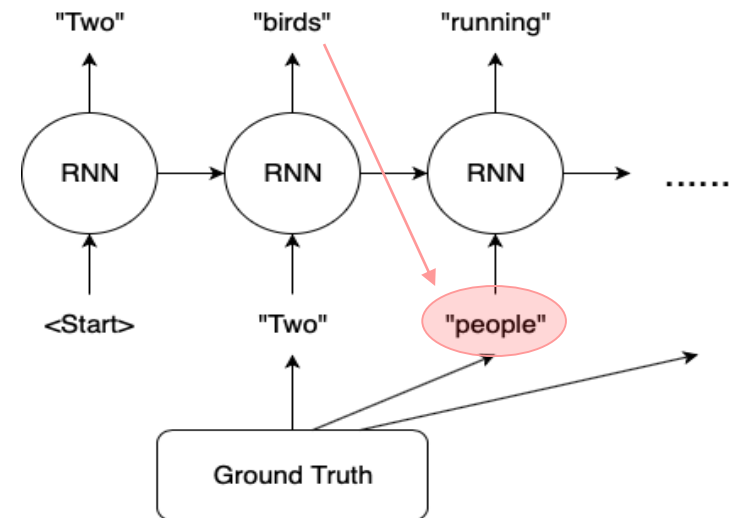 "Two" "birds" "running"
RNN RNN RNN ......
<Start> "Two" "people"
Ground Truth